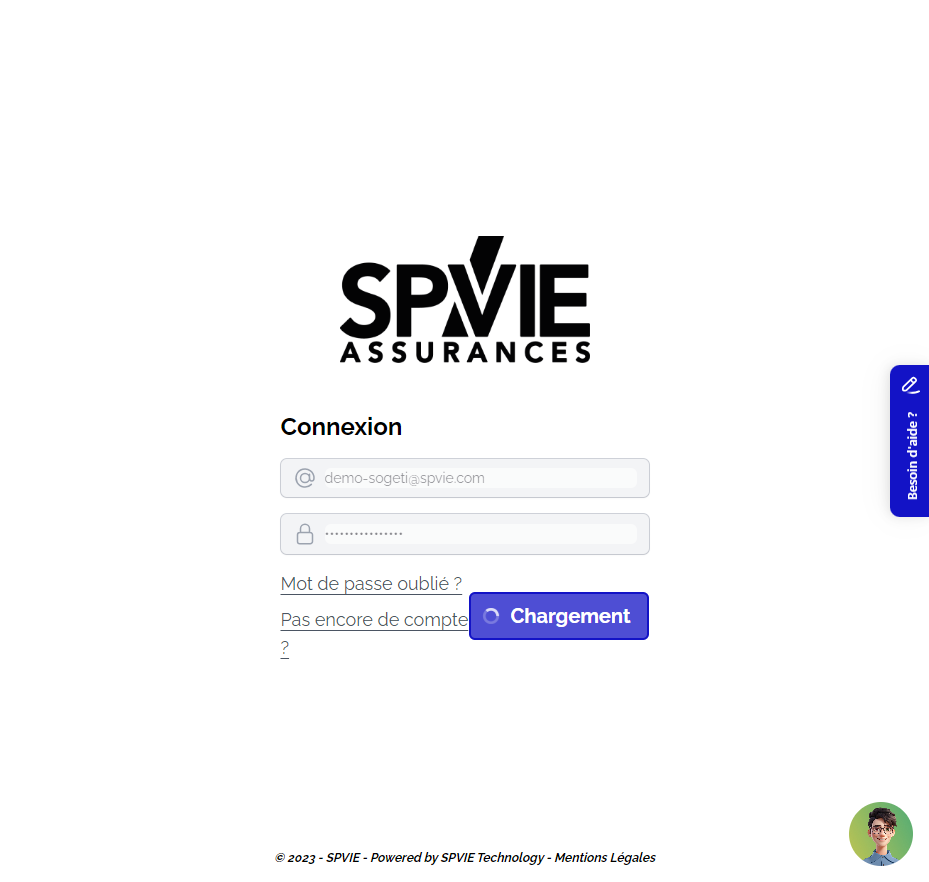 SPVIE
ASSURANCES
Connexion
demo-sogeti@spvie.com
••••••••••••••••
Mot de passe oublié ?
Pas encore de compte
?
Chargement
Besoin d'aide ?
© 2023 - SPVIE - Powered by SPVIE Technology - Mentions Légales